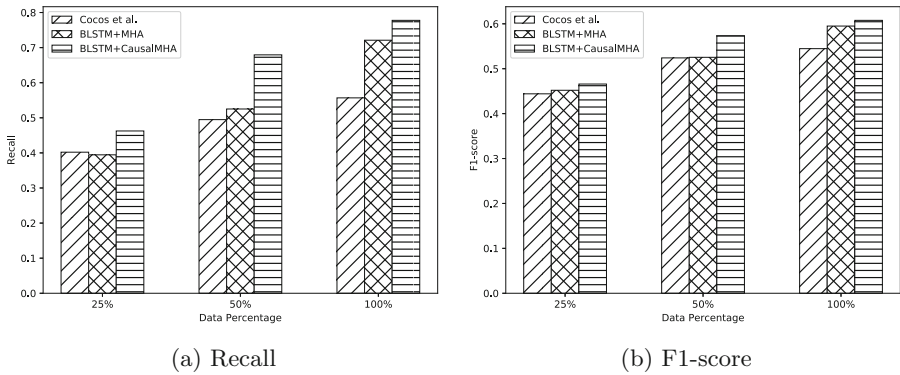 0.8
0.7
0.6
0.5
0.4
0.3
0.2
0.1
0.0
Recall
Cocos et al.
BLSTM+MHA
BLSTM+CausalMHA
25%
50%
100%
Data Percentage
(a) Recall
0.6
0.5
0.4
0.3
0.2
0.1
0.0
F1-score
Cocos et al.
BLSTM+MHA
BLSTM+CausalMHA
25%
50%
100%
Data Percentage
(b) F1-score